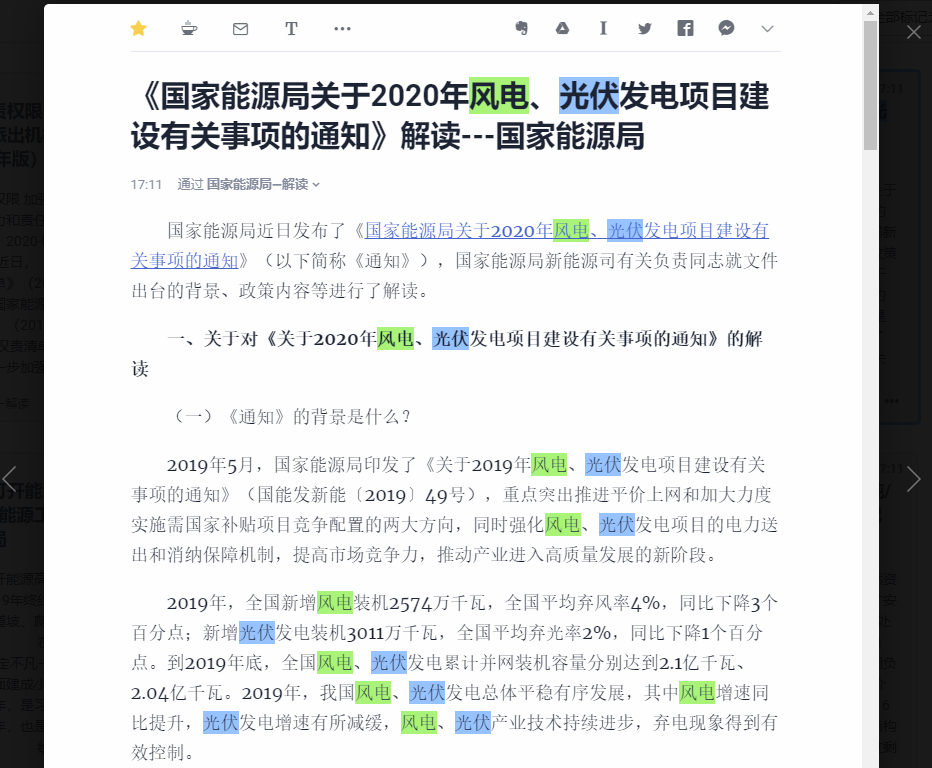 《国家能源局关于2020年风电、光伏发电项目建
设有关事项的通知》解读---国家能源局
17:11 通过 国家能源局—解读
国家能源局近日发布了《国家能源局关于2020年风电、光伏发电项目建设有
关事项的通知》（以下简称《通知》），国家能源局新能源司有关负责同志就文件
出台的背景、政策内容等进行了解读。
一、关于对《关于2020年风电、光伏发电项目建设有关事项的通知》的解
读
（一）《通知》的背景是什么？
2019年5月，国家能源局印发了《关于2019年风电、光伏发电项目建设有关
事项的通知》（国能发新能〔2019〕49号），重点突出推进平价上网和加大力度
实施需国家补贴项目竞争配置的两大方向，同时强化风电、光伏发电项目的电力送
出和消纳保障机制，提高市场竞争力，推动产业进入高质量发展的新阶段。
2019年，全国新增风电装机2574万千瓦，全国平均弃风率4%，同比下降3个
百分点；新增光伏发电装机3011万千瓦，全国平均弃光率2%，同比下降1个百分
点。到2019年底，全国风电、光伏发电累计并网装机容量分别达到2.1亿千瓦、
2.04亿千瓦。2019年，我国风电、光伏发电总体平稳有序发展，其中风电增速同
比提升，光伏发电增速有所减缓，风电、光伏产业技术持续进步，弃电现象得到有
效控制。